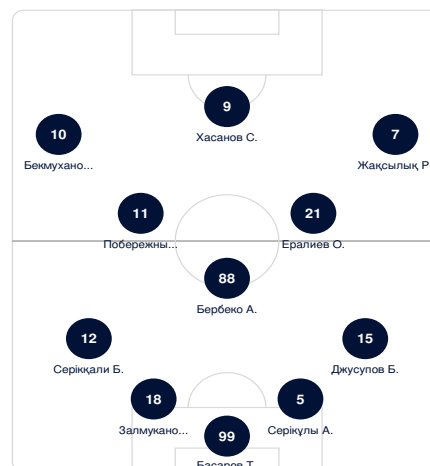 9
Хасанов С.
10
7
Бекмухано...
Жақсылық Р
11
21
Побережны...
Ералиев О.
88
Бербеко А.
12
15
Серікқали Б.
Джусупов Б.
18
5
Залмукано...
Серікұлы А.
99
Басаров Т.